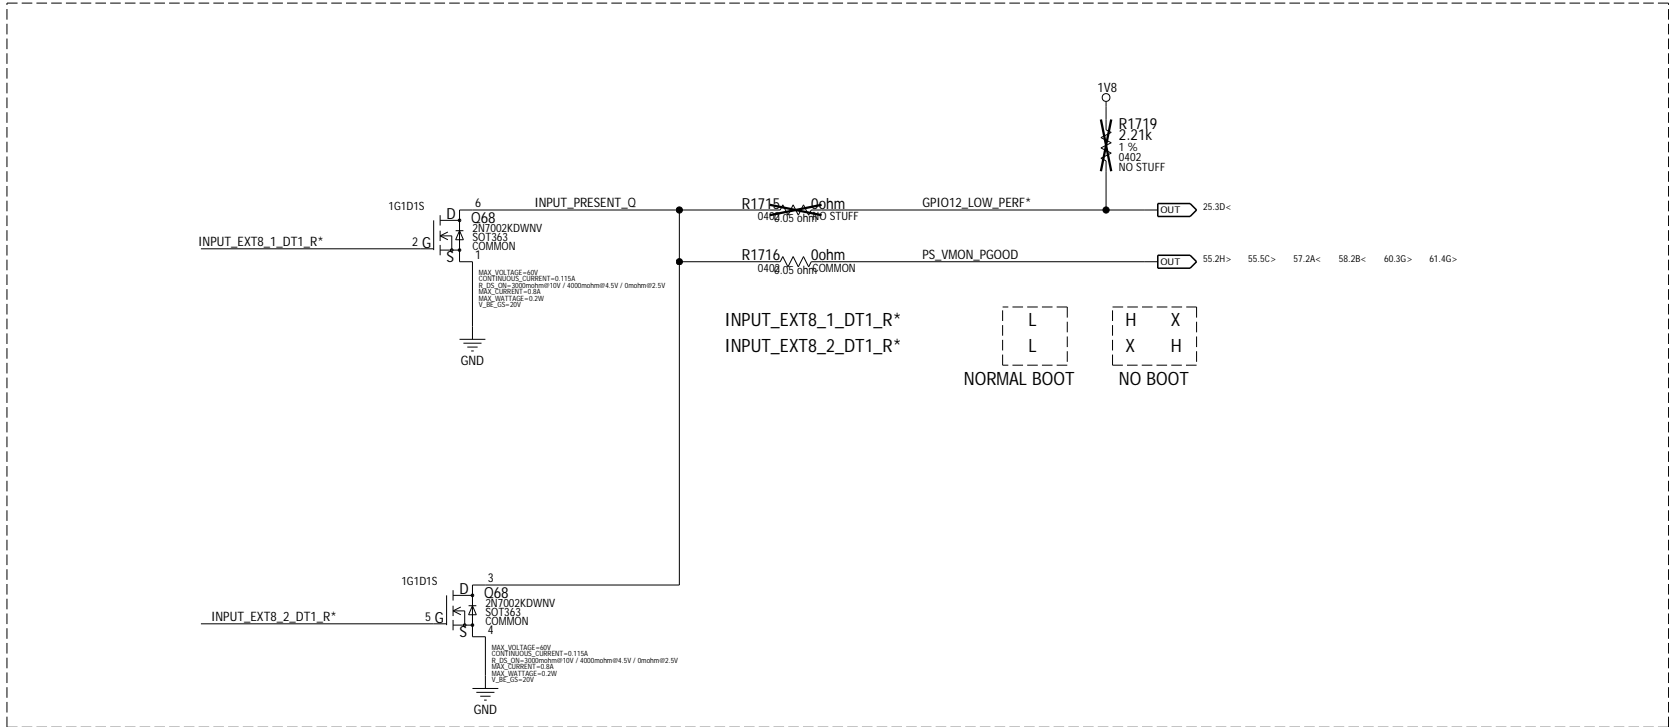 1V8
R1719
2.21k
1 %
0402
NO STUFF
1G1D1S
6
INPUT_PRESENT_Q
R1715
0ohm
0402
0.05 ohm
NO STUFF
GPIO12_LOW_PERF*
OUT
25.3D<
D
Q68
2N7002KDWNV
SOT363
COMMON
INPUT_EXT8_1_DT1_R*
2
G
S
1
R1716
0ohm
0402
0.05 ohm
COMMON
PS_VMON_PGOOD
OUT
55.2H> 55.5C> 57.2A< 58.2B< 60.3G> 61.4G>
MAX_VOLTAGE=60V
CONTINUOUS_CURRENT=0.115A
R_DS_ON=3000mohm@10V / 4000mohm@4.5V / 0mohm@2.5V
MAX_CURRENT=0.8A
MAX_WATTAGE=0.2W
V_BE_GS=20V
GND
INPUT_EXT8_1_DT1_R* L H X
INPUT_EXT8_2_DT1_R* L X H
NORMAL BOOT NO BOOT
1G1D1S
3
D
Q68
2N7002KDWNV
SOT363
COMMON
INPUT_EXT8_2_DT1_R*
5
G
S
4
MAX_VOLTAGE=60V
CONTINUOUS_CURRENT=0.115A
R_DS_ON=3000mohm@10V / 4000mohm@4.5V / 0mohm@2.5V
MAX_CURRENT=0.8A
MAX_WATTAGE=0.2W
V_BE_GS=20V
GND